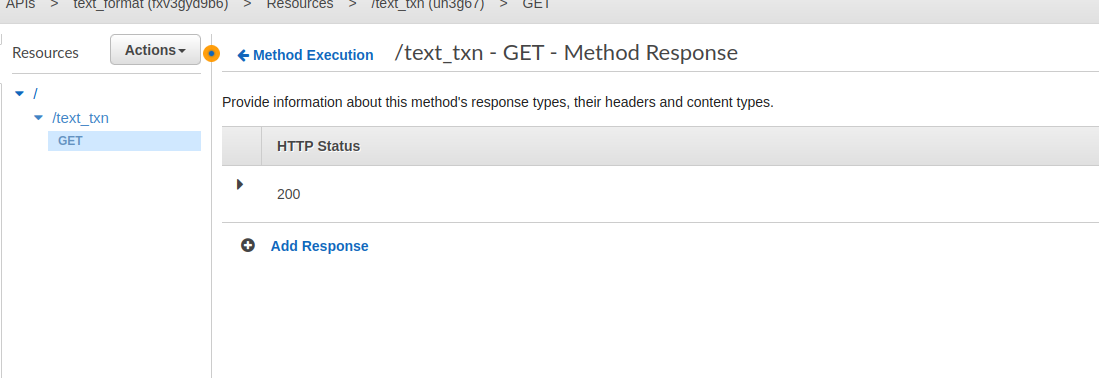 APIs > text_format (fxv3gyd9b6) > Resources > /text_txn (un3g67) > GET
Resources
Actions
Method Execution
/text_txn - GET - Method Response
/
/text_txn
GET
Provide information about this method's response types, their headers and content types.
HTTP Status
200
Add Response